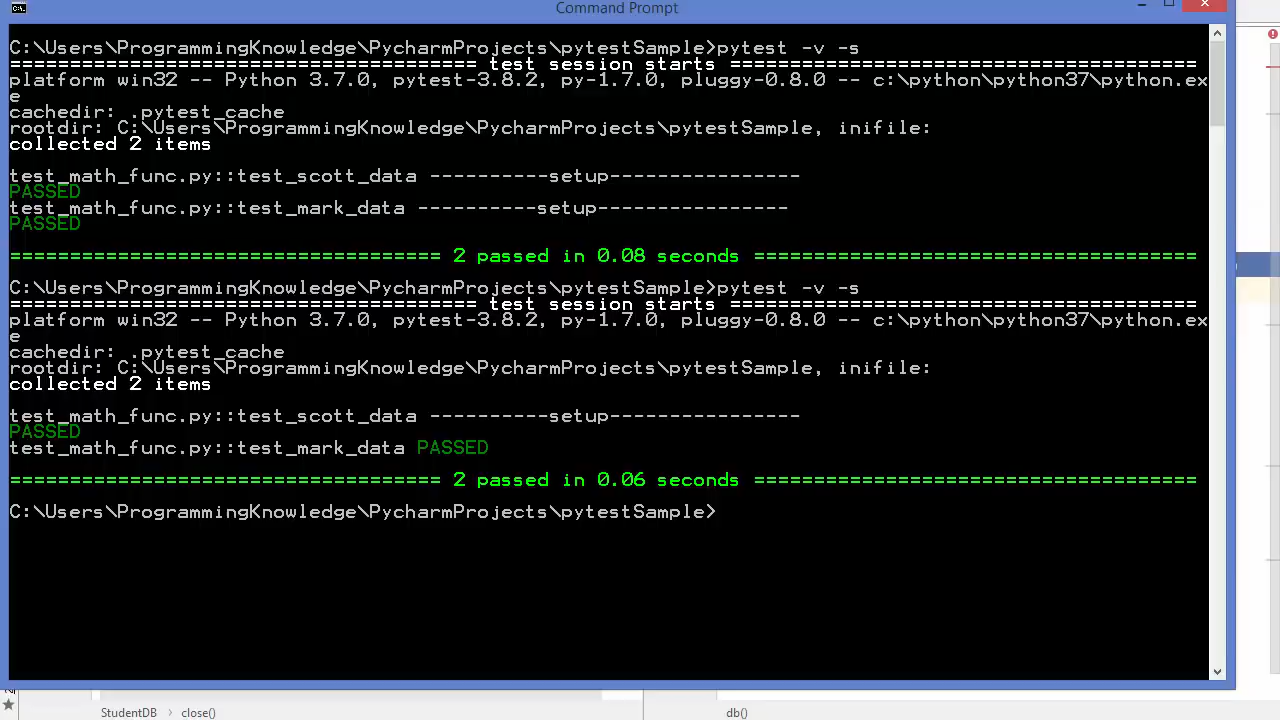 Command Prompt
C:\Users\ProgrammingKnowledge\PycharmProjects\pytestSample>pytest -v -s
======================================= test session starts =======================================
platform win32 -- Python 3.7.0, pytest-3.8.2, py-1.7.0, pluggy-0.8.0 -- c:\python\python37\python.ex
e
cachedir: .pytest_cache
rootdir: C:\Users\ProgrammingKnowledge\PycharmProjects\pytestSample, inifile:
collected 2 items
test_math_func.py::test_scott_data ----------setup----------------
PASSED
test_math_func.py::test_mark_data ----------setup----------------
PASSED
==================================== 2 passed in 0.08 seconds =====================================
C:\Users\ProgrammingKnowledge\PycharmProjects\pytestSample>pytest -v -s
======================================= test session starts =======================================
platform win32 -- Python 3.7.0, pytest-3.8.2, py-1.7.0, pluggy-0.8.0 -- c:\python\python37\python.ex
e
cachedir: .pytest_cache
rootdir: C:\Users\ProgrammingKnowledge\PycharmProjects\pytestSample, inifile:
collected 2 items
test_math_func.py::test_scott_data ----------setup----------------
PASSED
test_math_func.py::test_mark_data PASSED
==================================== 2 passed in 0.06 seconds =====================================
C:\Users\ProgrammingKnowledge\PycharmProjects\pytestSample>
StudentDB › close()
db()